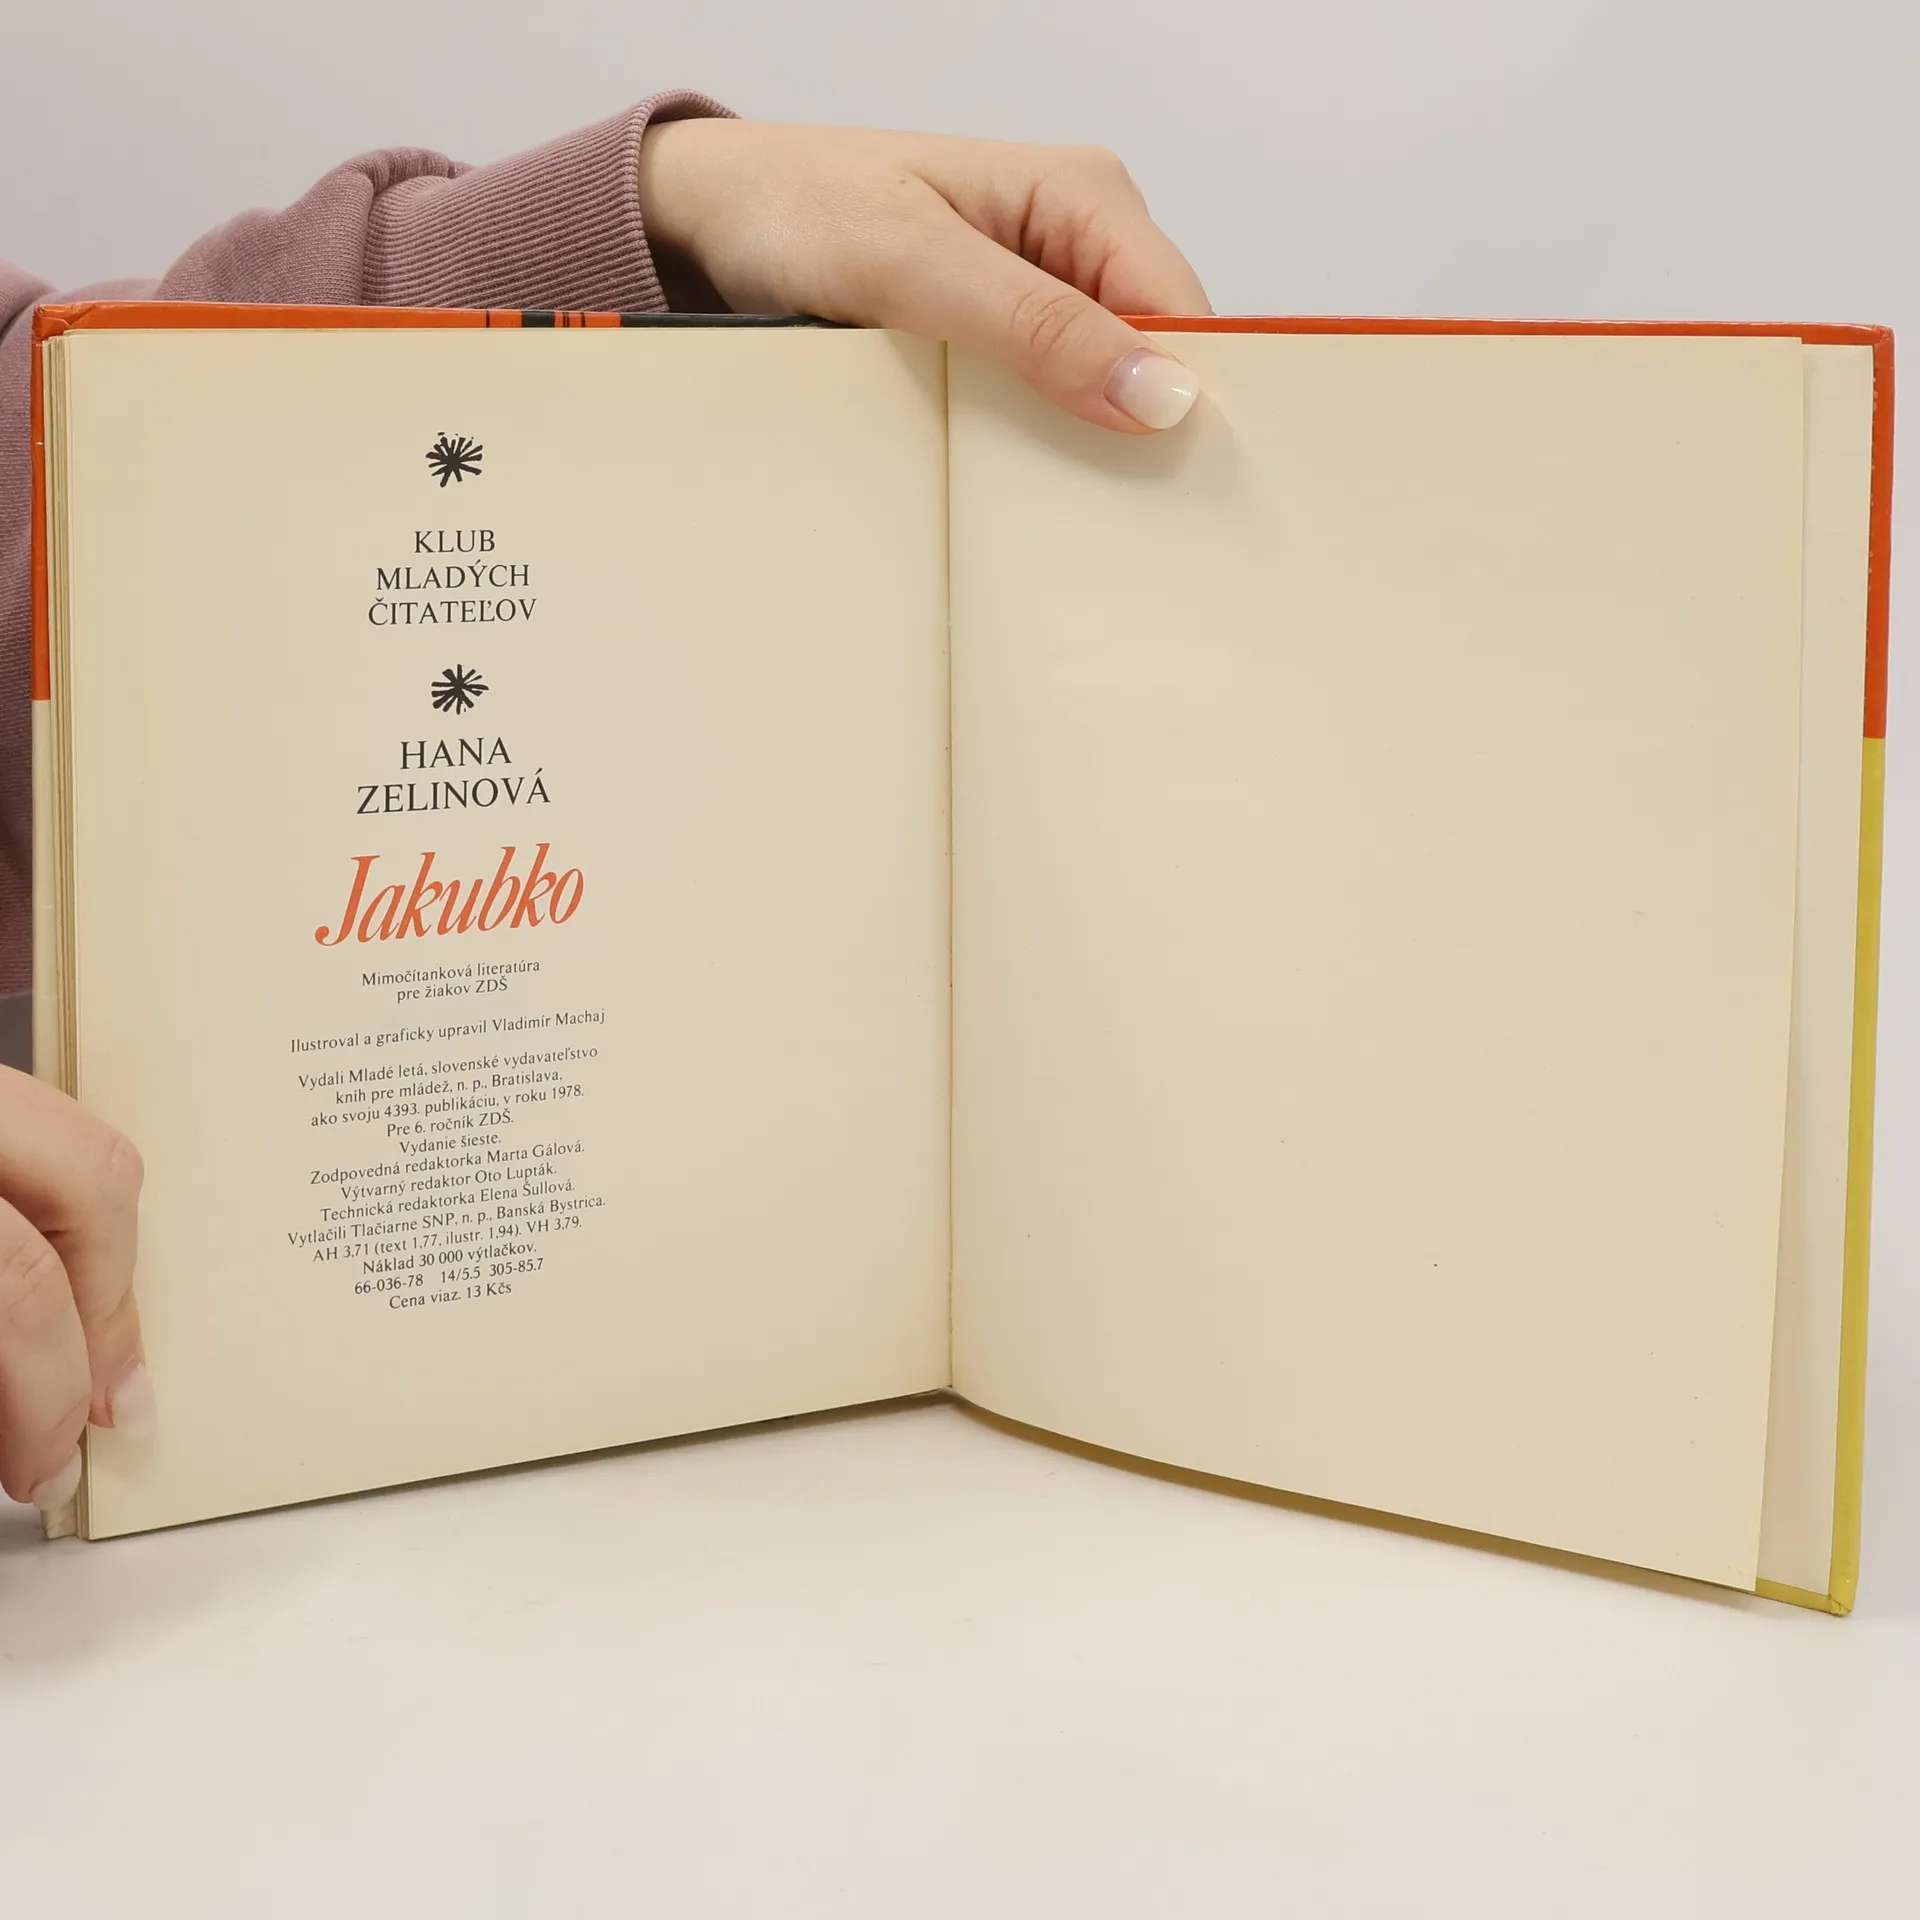 KLUB
MLADÝCH
ČITATEĽOV
HANA
ZELINOVÁ
Jakubko
Mimočítanková literatúra
pre žiakov ZDŠ
Ilustroval a graficky upravil Vladimír Machaj
Vydali Mladé letá, slovenské vydavateľstvo
kníh pre mládež, n. p., Bratislava,
ako svoju 4393. publikáciu, v roku 1978.
Pre 6. ročník ZDŠ.
Vydanie šieste.
Zodpovedná redaktorka Marta Gálová.
Výtvarný redaktor Oto Lupták.
Technická redaktorka Elena Šullová.
Vytlačili Tlačiarne SNP, n. p., Banská Bystrica.
AH 3,71 (text 1,77, ilustr. 1,94). VH 3,79.
Náklad 30 000 výtlačkov.
66-036-78 14/5.5 305-85.7
Cena viaz. 13 Kčs